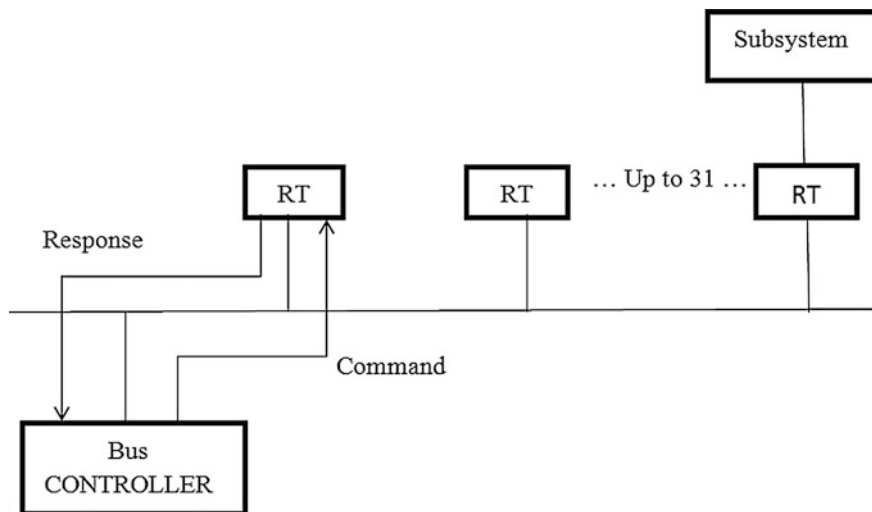 Subsystem
RT
RT
... Up to 31 ...
RT
Response
Command
Bus
CONTROLLER